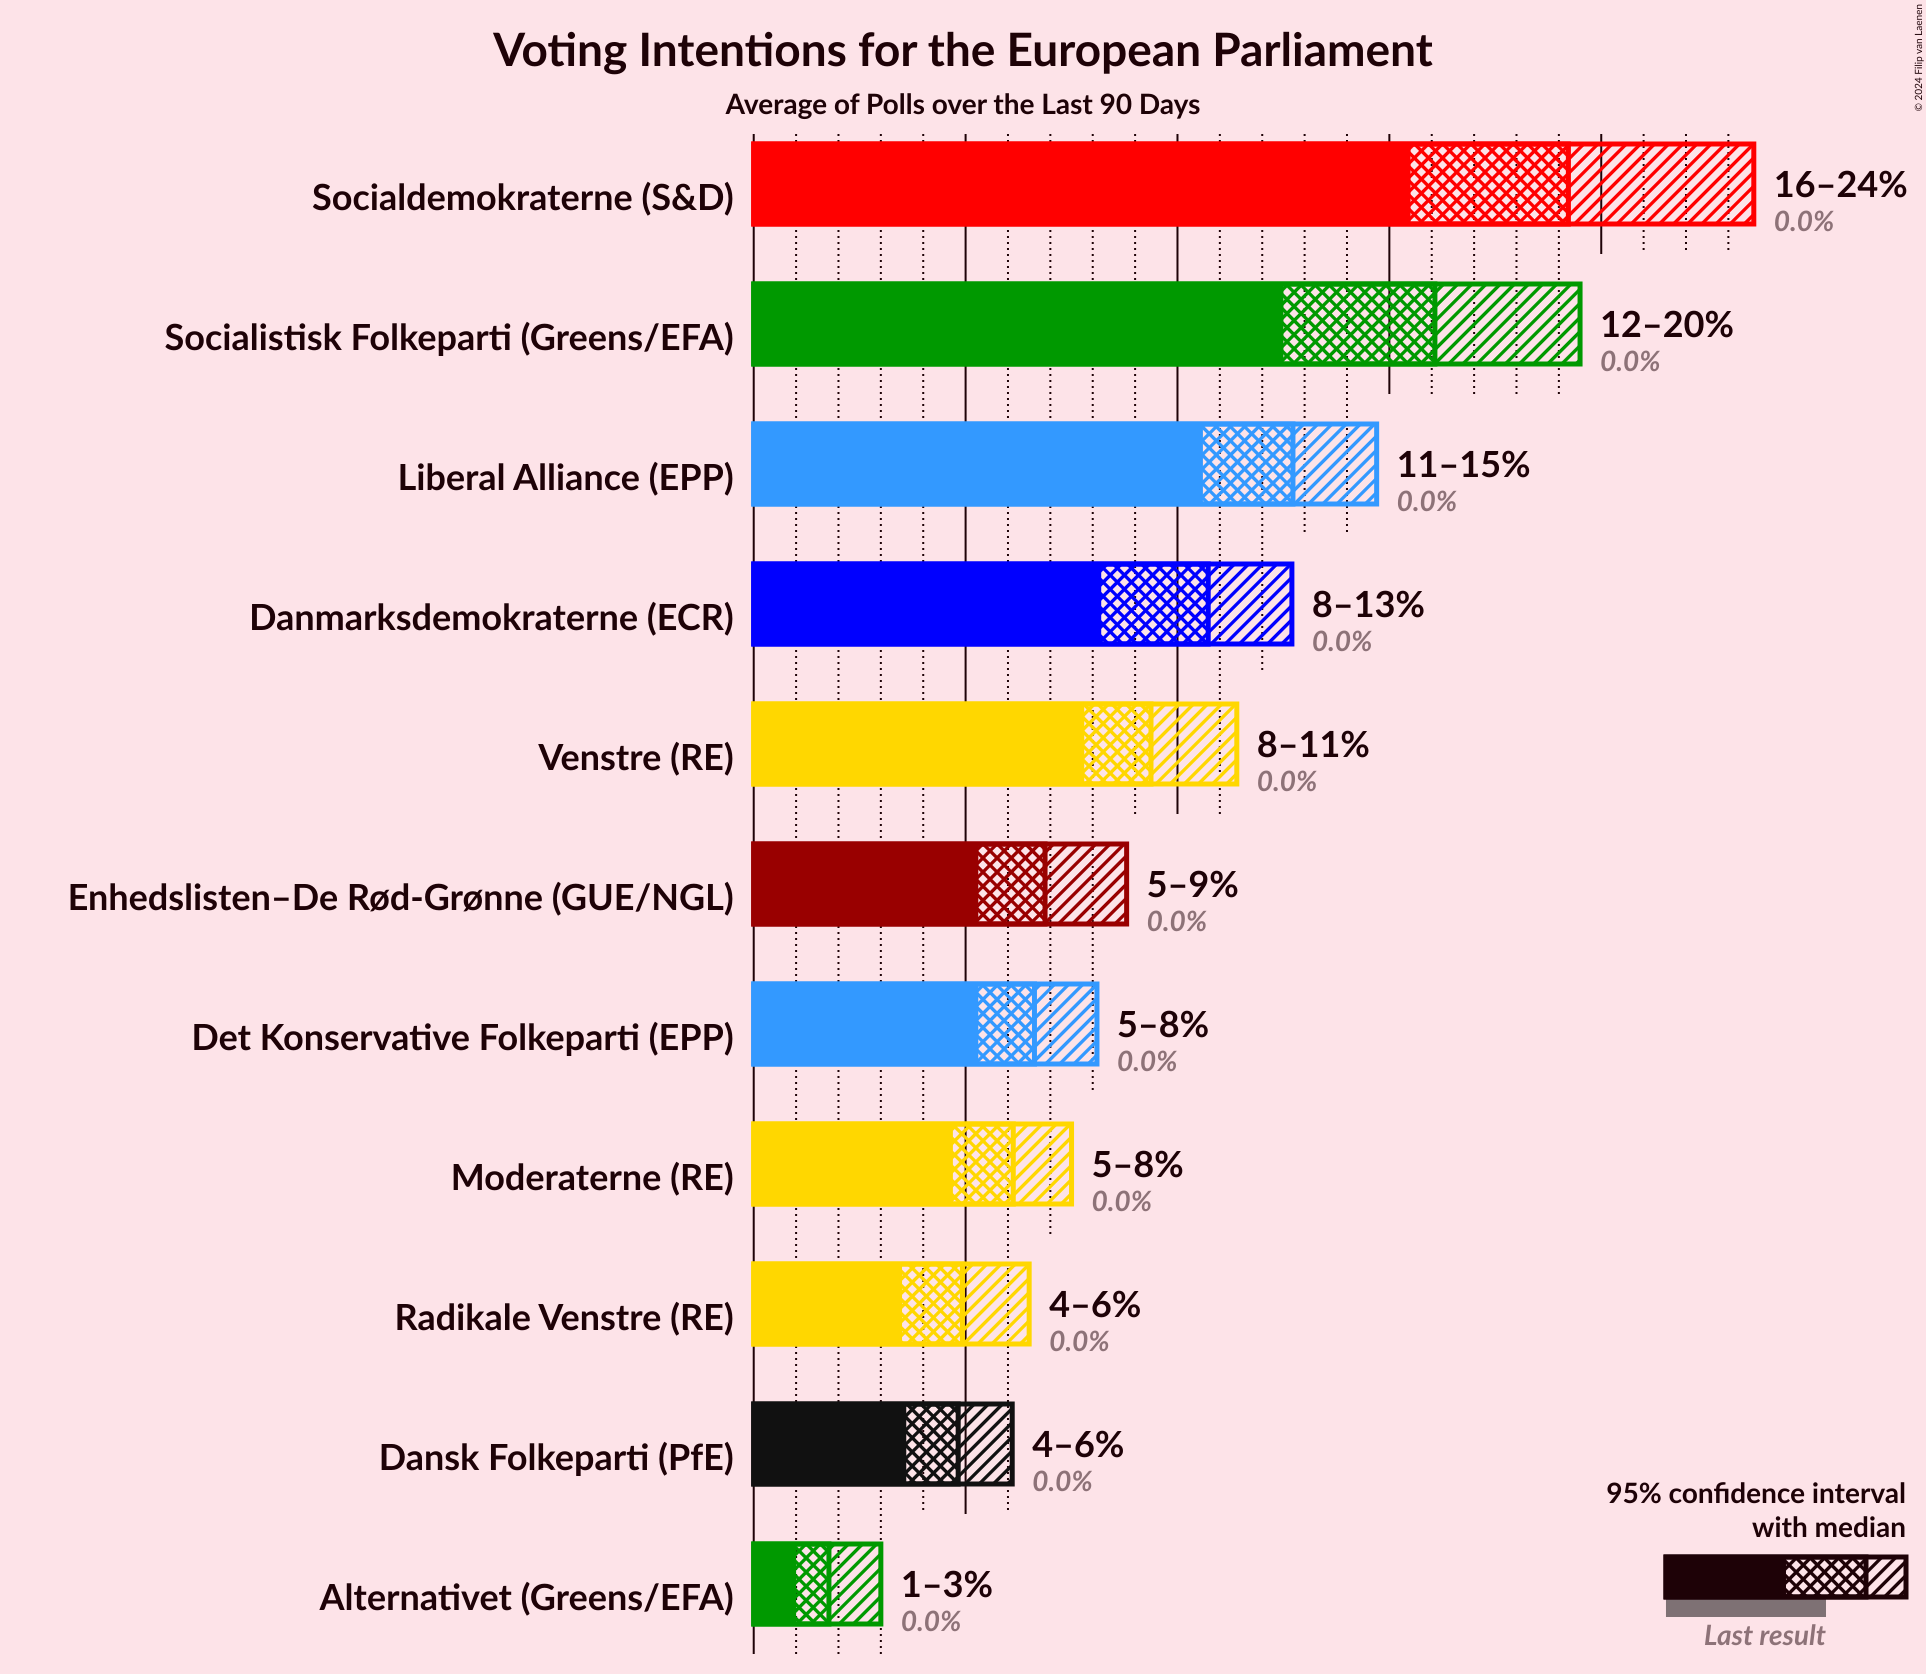 Voting Intentions for the European Parliament
Average of Polls over the Last 90 Days
© 2024 Filip van Laenen
Socialdemokraterne (S&D)
16–24%
0.0%
Socialistisk Folkeparti (Greens/EFA)
12–20%
0.0%
Liberal Alliance (EPP)
11–15%
0.0%
Danmarksdemokraterne (ECR)
8–13%
0.0%
Venstre (RE)
8–11%
0.0%
Enhedslisten–De Rød-Grønne (GUE/NGL)
5–9%
0.0%
Det Konservative Folkeparti (EPP)
5–8%
0.0%
Moderaterne (RE)
5–8%
0.0%
Radikale Venstre (RE)
4–6%
0.0%
Dansk Folkeparti (PfE)
4–6%
0.0%
Alternativet (Greens/EFA)
1–3%
0.0%
95% confidence interval
with median
Last result